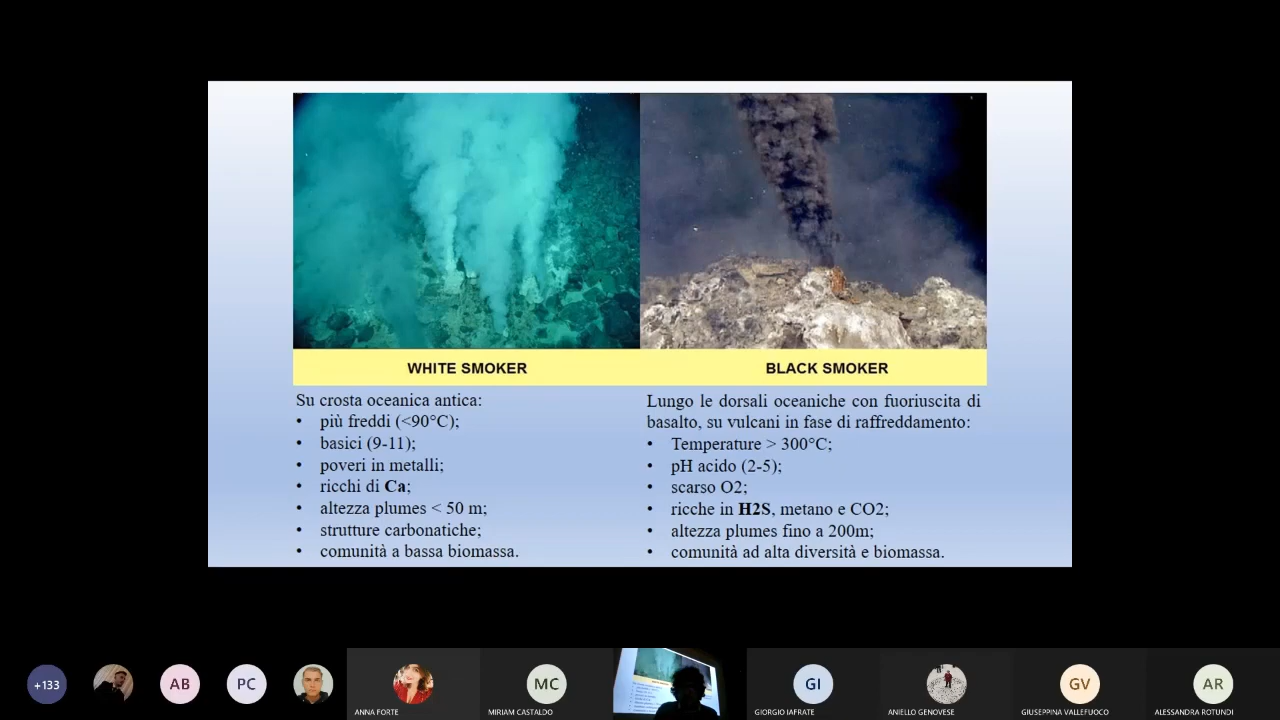 WHITE SMOKER
BLACK SMOKER
Su crosta oceanica antica:
• più freddi (<90°C);
• basici (9-11);
• poveri in metalli;
• ricchi di Ca;
• altezza plumes < 50 m;
• strutture carbonatiche;
• comunità a bassa biomassa.
Lungo le dorsali oceaniche con fuoriuscita di
basalto, su vulcani in fase di raffreddamento:
• Temperature > 300°C;
• pH acido (2-5);
• scarso O2;
• ricche in H2S, metano e CO2;
• altezza plumes fino a 200m;
• comunità ad alta diversità e biomassa.
+133
AB
PC
ANNA FORTE
MC
MIRIAM CASTALDO
GI
GIORGIO IAFRATE
ANIELLO GENOVESE
GV
GIUSEPPINA VALLEFUOCO
AR
ALESSANDRA ROTUNDI